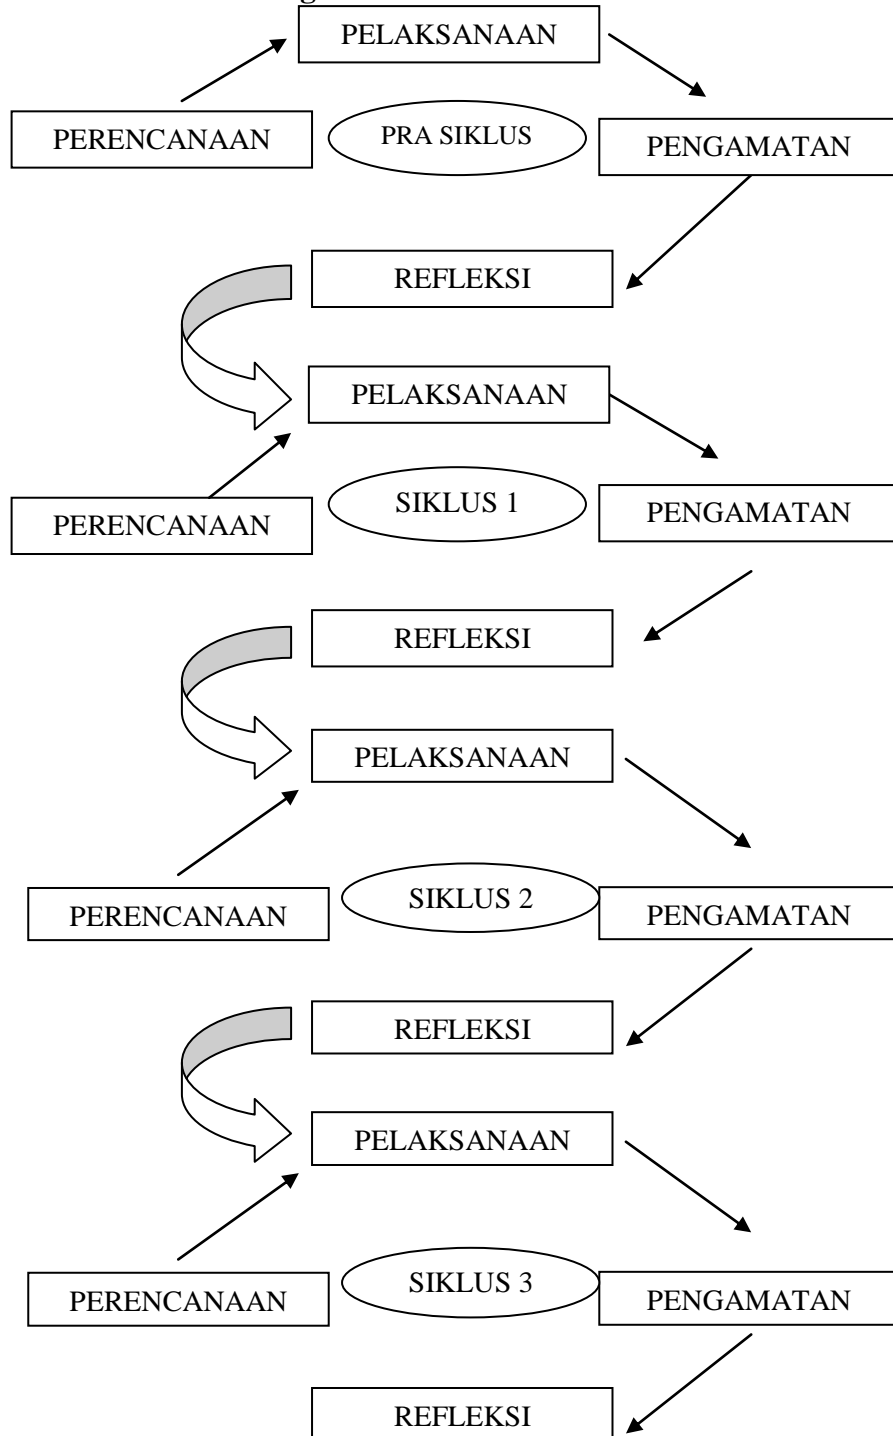 PELAKSANAAN
PERENCANAAN
PRA SIKLUS
PENGAMATAN
REFLEKSI
PELAKSANAAN
PERENCANAAN
SIKLUS 1
PENGAMATAN
REFLEKSI
PELAKSANAAN
PERENCANAAN
SIKLUS 2
PENGAMATAN
REFLEKSI
PELAKSANAAN
PERENCANAAN
SIKLUS 3
PENGAMATAN
REFLEKSI